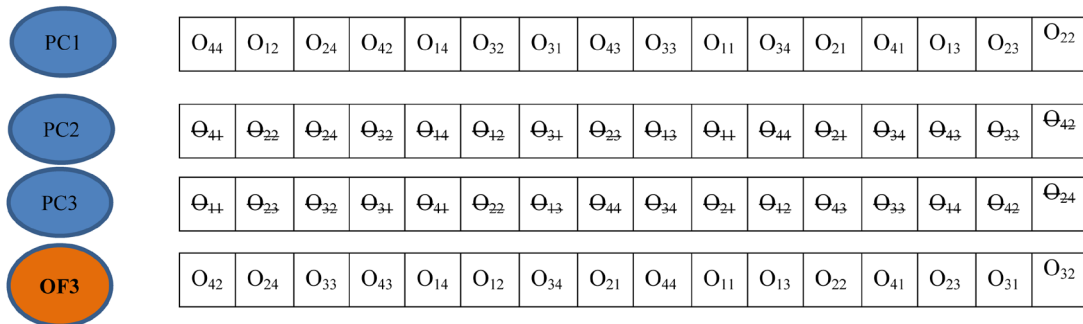 PC1 O₄₄ O₁₂ O₂₄ O₄₂ O₁₄ O₃₂ O₃₁ O₄₃ O₃₃ O₁₁ O₃₄ O₂₁ O₄₁ O₁₃ O₂₃ O₂₂
PC2 O₄₁ O₂₂ O₂₄ O₃₂ O₁₄ O₁₂ O₃₁ O₂₃ O₁₃ O₁₁ O₄₄ O₂₁ O₃₄ O₄₃ O₃₃ O₄₂
PC3 O₁₁ O₂₃ O₃₂ O₃₁ O₄₁ O₂₂ O₁₃ O₄₄ O₃₄ O₂₁ O₁₂ O₄₃ O₃₃ O₁₄ O₄₂ O₂₄
OF3 O₄₂ O₂₄ O₃₃ O₄₃ O₁₄ O₁₂ O₃₄ O₂₁ O₄₄ O₁₁ O₁₃ O₂₂ O₄₁ O₂₃ O₃₁ O₃₂